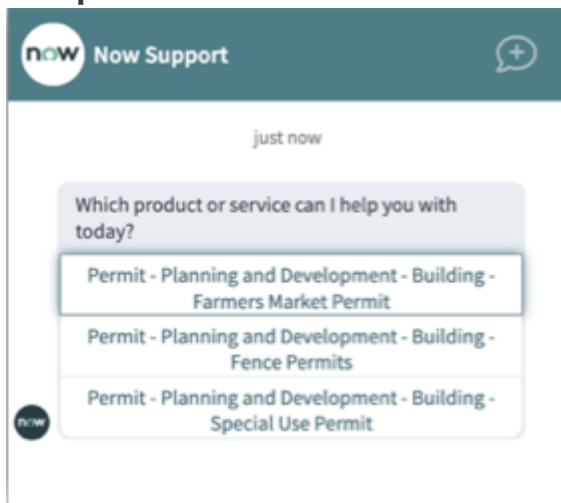 now Now Support
just now
Which product or service can I help you with
today?
Permit - Planning and Development - Building -
Farmers Market Permit
Permit - Planning and Development - Building -
Fence Permits
Permit - Planning and Development - Building -
Special Use Permit
now